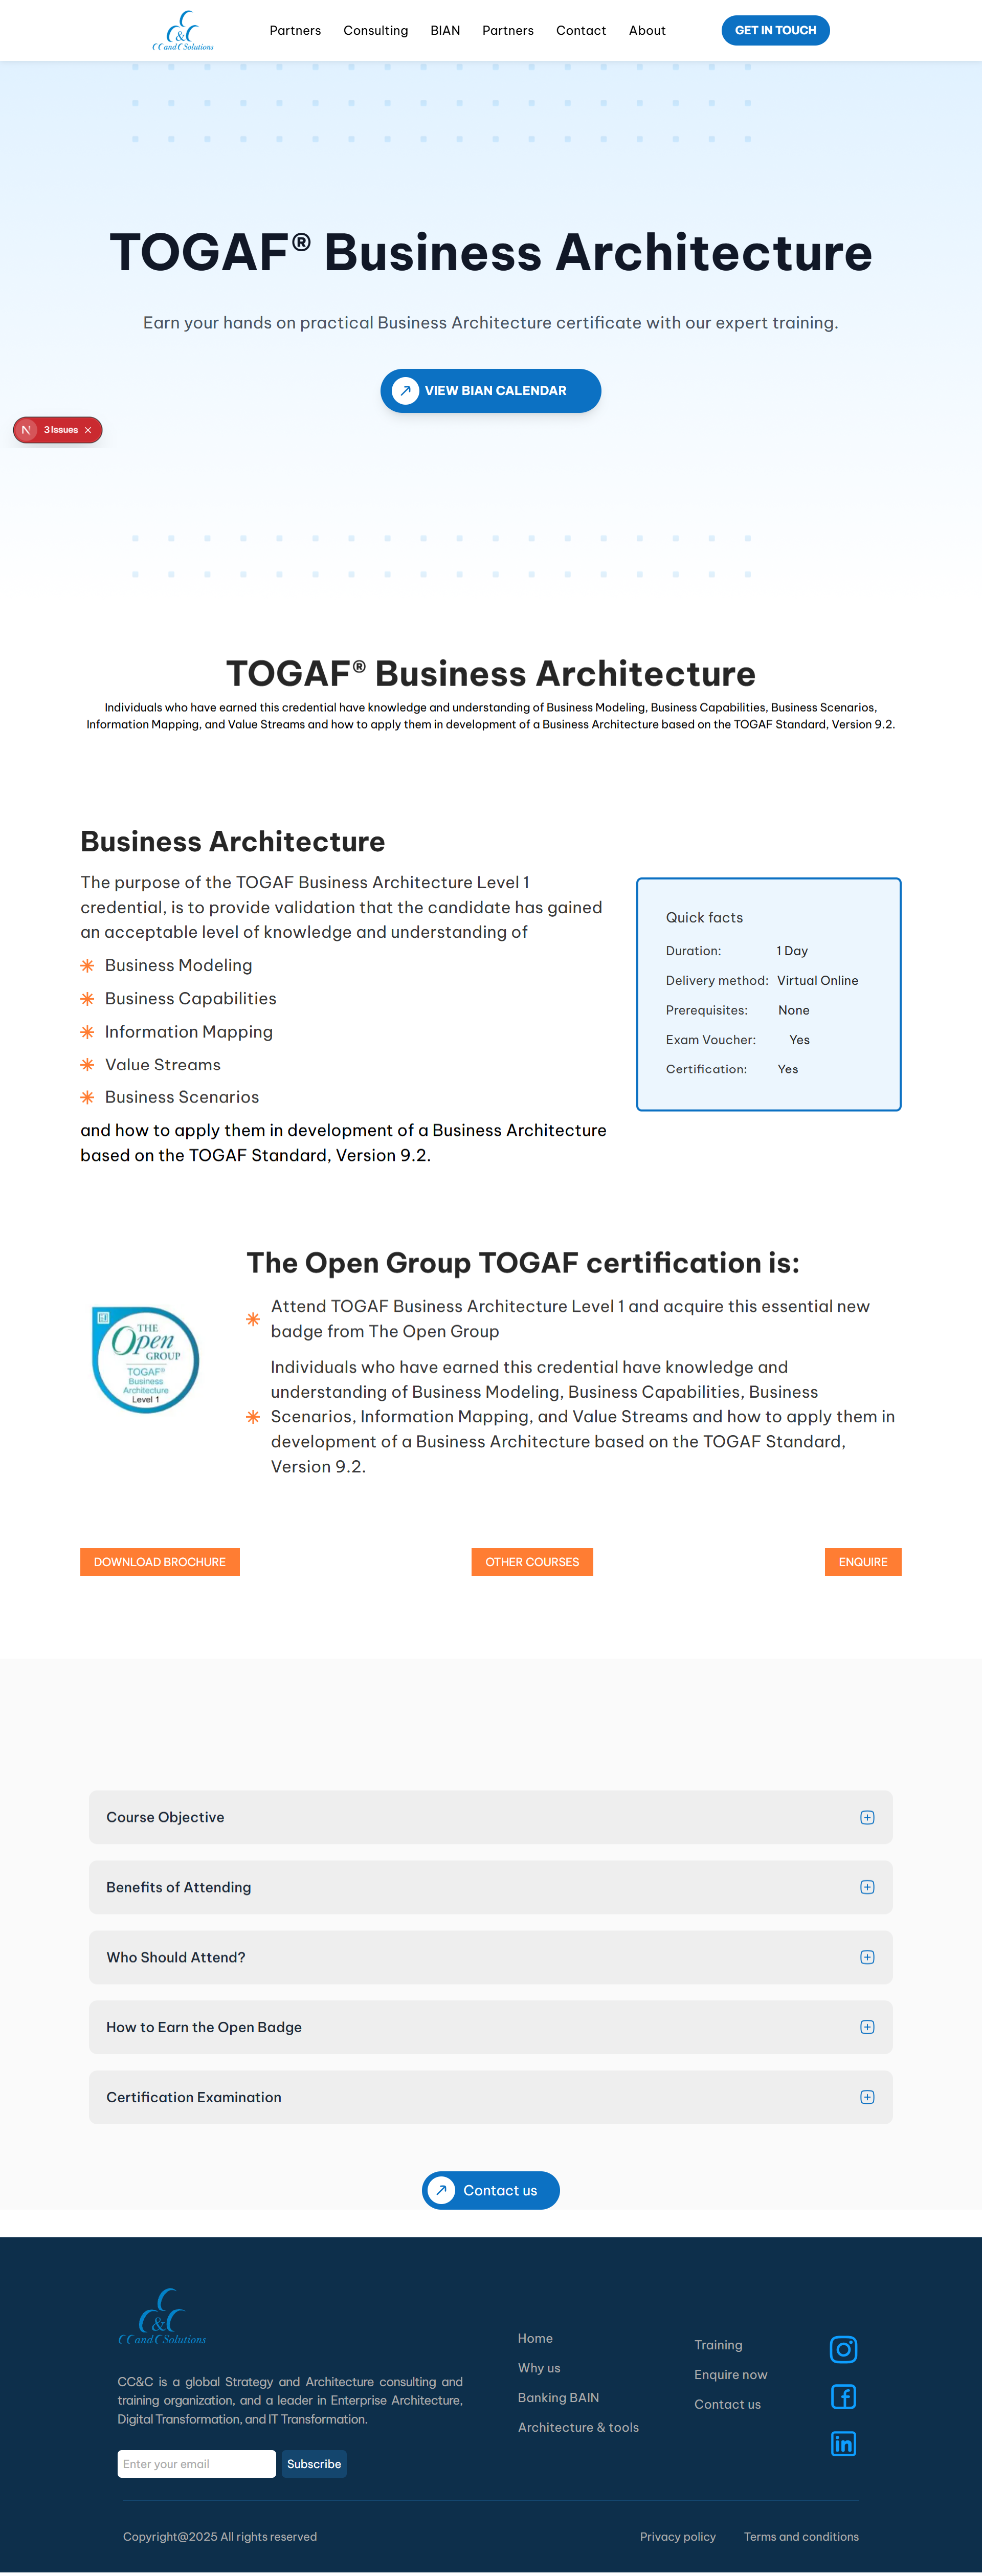 C&C
CC and C Solutions
Partners Consulting BIAN Partners Contact About
GET IN TOUCH
TOGAF® Business Architecture
Earn your hands on practical Business Architecture certificate with our expert training.
VIEW BIAN CALENDAR
N 3 Issues
TOGAF® Business Architecture
Individuals who have earned this credential have knowledge and understanding of Business Modeling, Business Capabilities, Business Scenarios,
Information Mapping, and Value Streams and how to apply them in development of a Business Architecture based on the TOGAF Standard, Version 9.2.
Business Architecture
The purpose of the TOGAF Business Architecture Level 1
credential, is to provide validation that the candidate has gained
an acceptable level of knowledge and understanding of
Business Modeling
Business Capabilities
Information Mapping
Value Streams
Business Scenarios
and how to apply them in development of a Business Architecture
based on the TOGAF Standard, Version 9.2.
Quick facts
Duration: 1 Day
Delivery method: Virtual Online
Prerequisites: None
Exam Voucher: Yes
Certification: Yes
The Open Group TOGAF certification is:
THE
Open
GROUP
TOGAF®
Business
Architecture
Level 1
Attend TOGAF Business Architecture Level 1 and acquire this essential new
badge from The Open Group
Individuals who have earned this credential have knowledge and
understanding of Business Modeling, Business Capabilities, Business
Scenarios, Information Mapping, and Value Streams and how to apply them in
development of a Business Architecture based on the TOGAF Standard,
Version 9.2.
DOWNLOAD BROCHURE
OTHER COURSES
ENQUIRE
Course Objective
Benefits of Attending
Who Should Attend?
How to Earn the Open Badge
Certification Examination
Contact us
C&C
CC and C Solutions
CC&C is a global Strategy and Architecture consulting and
training organization, and a leader in Enterprise Architecture,
Digital Transformation, and IT Transformation.
Enter your email
Subscribe
Home
Why us
Banking BAIN
Architecture & tools
Training
Enquire now
Contact us
Copyright@2025 All rights reserved
Privacy policy
Terms and conditions